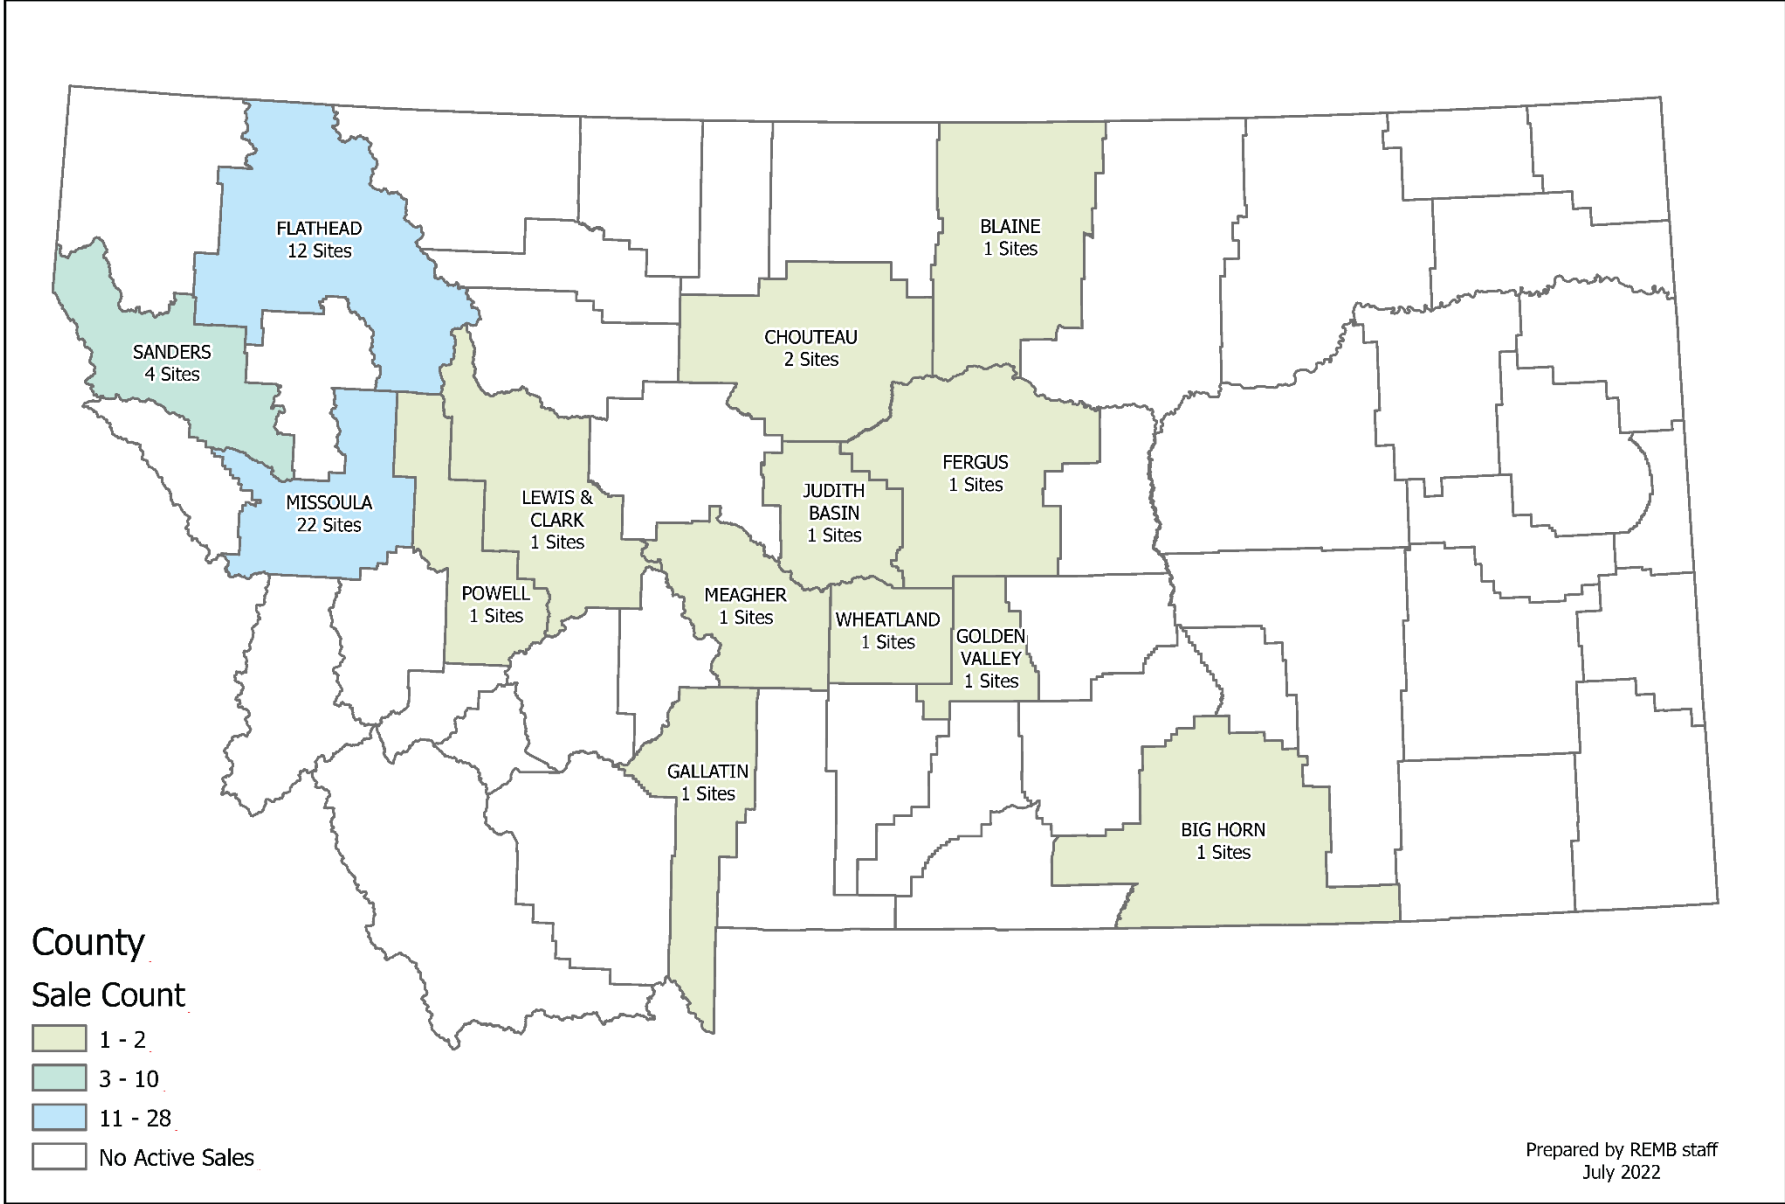 FLATHEAD
12 Sites
BLAINE
1 Sites
SANDERS
4 Sites
CHOUTEAU
2 Sites
MISSOULA
22 Sites
LEWIS &
CLARK
1 Sites
JUDITH
BASIN
1 Sites
FERGUS
1 Sites
POWELL
1 Sites
MEAGHER
1 Sites
WHEATLAND
1 Sites
GOLDEN
VALLEY
1 Sites
GALLATIN
1 Sites
BIG HORN
1 Sites
County
Sale Count
1 - 2
3 - 10
11 - 28
No Active Sales
Prepared by REMB staff
July 2022